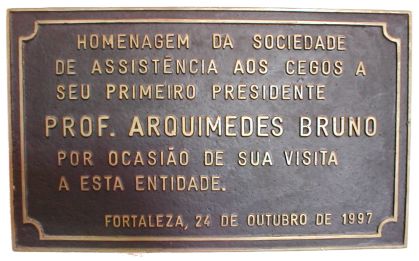 HOMENAGEM DA SOCIEDADE
DE ASSISTÊNCIA AOS CEGOS A
SEU PRIMEIRO PRESIDENTE
PROF. ARQUIMEDES BRUNO
POR OCASIÃO DE SUA VISITA
A ESTA ENTIDADE.
FORTALEZA, 24 DE OUTUBRO DE 1997